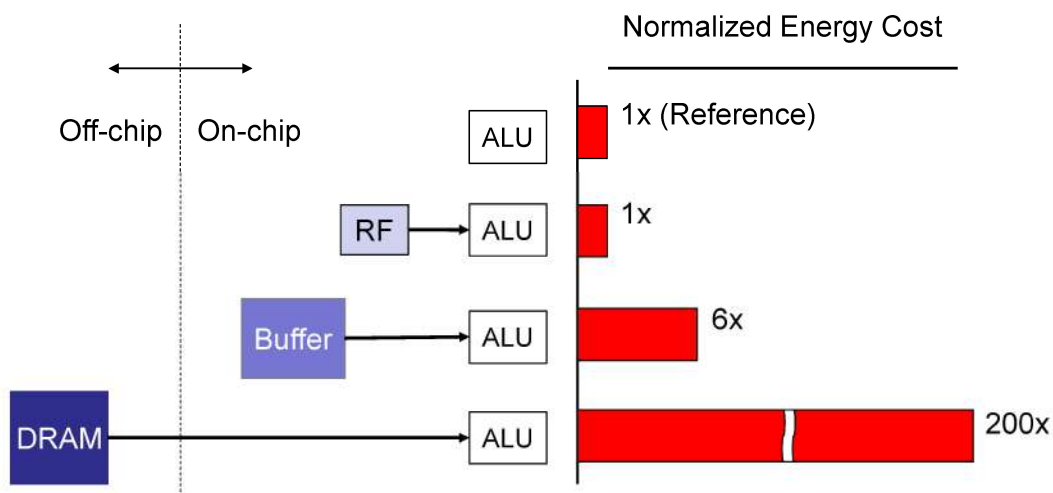 Normalized Energy Cost
Off-chip
On-chip
ALU
1x (Reference)
RF
ALU
1x
Buffer
ALU
6x
DRAM
ALU
200x